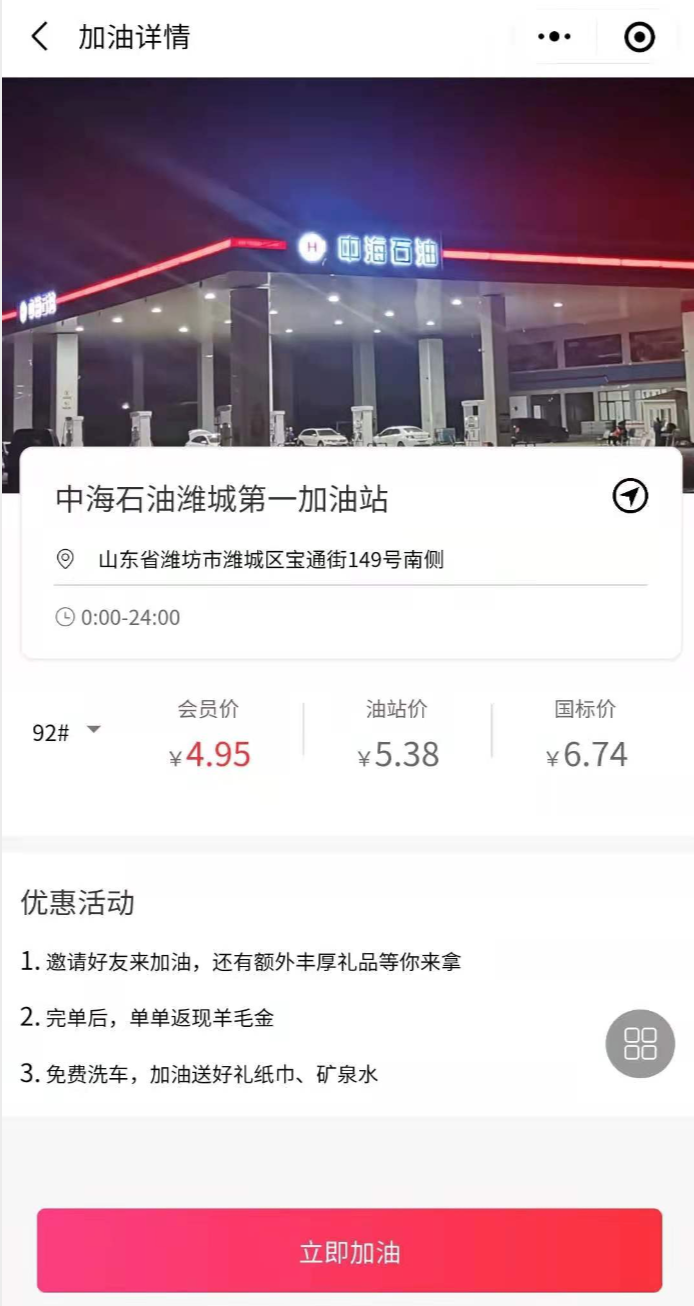 加油详情
H 中海石油
中海石油潍城第一加油站
山东省潍坊市潍城区宝通街149号南侧
0:00-24:00
92#
会员价
¥4.95
油站价
¥5.38
国标价
¥6.74
优惠活动
1. 邀请好友来加油，还有额外丰厚礼品等你来拿
2. 完单后，单单返现羊毛金
3. 免费洗车，加油送好礼纸巾、矿泉水
立即加油